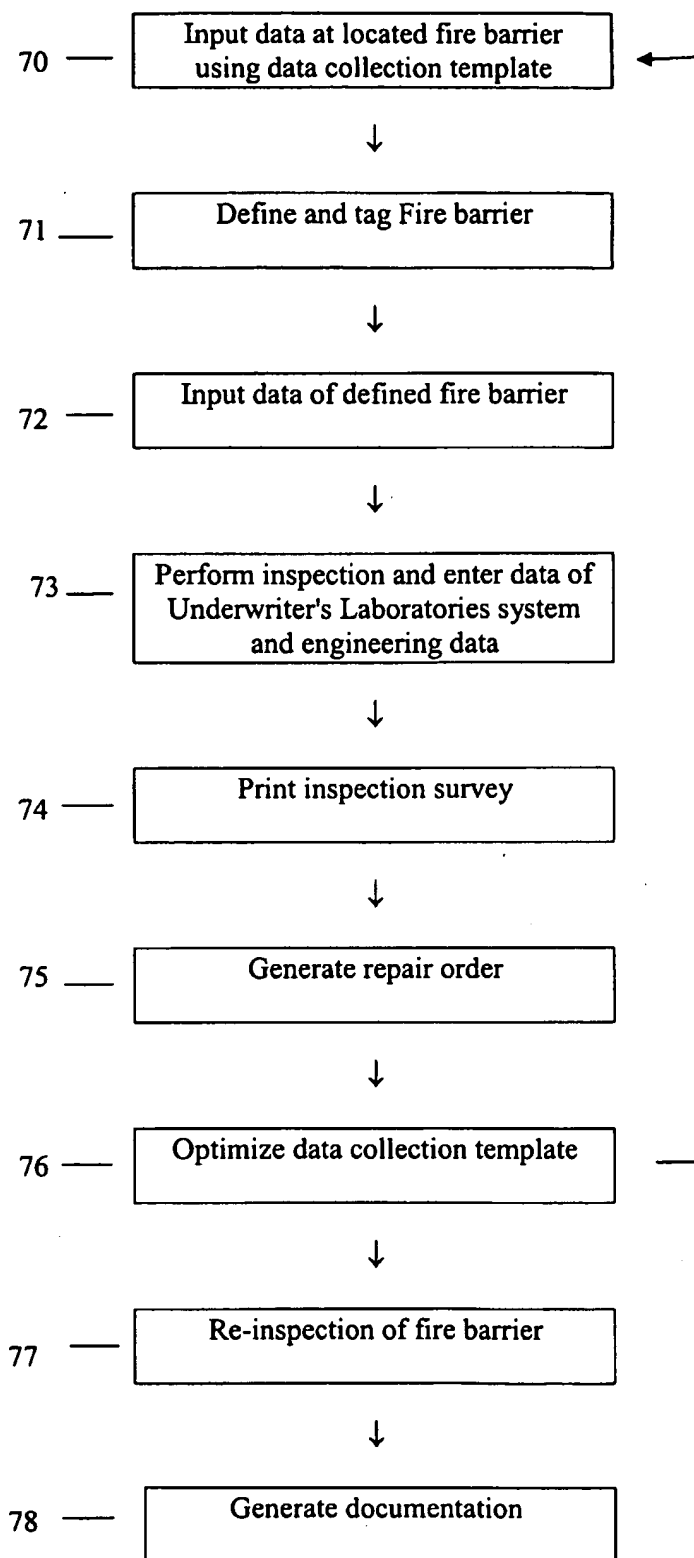 70
Input data at located fire barrier
using data collection template
↓
71
Define and tag Fire barrier
↓
72
Input data of defined fire barrier
↓
73
Perform inspection and enter data of
Underwriter's Laboratories system
and engineering data
↓
74
Print inspection survey
↓
75
Generate repair order
↓
76
Optimize data collection template
↓
77
Re-inspection of fire barrier
↓
78
Generate documentation